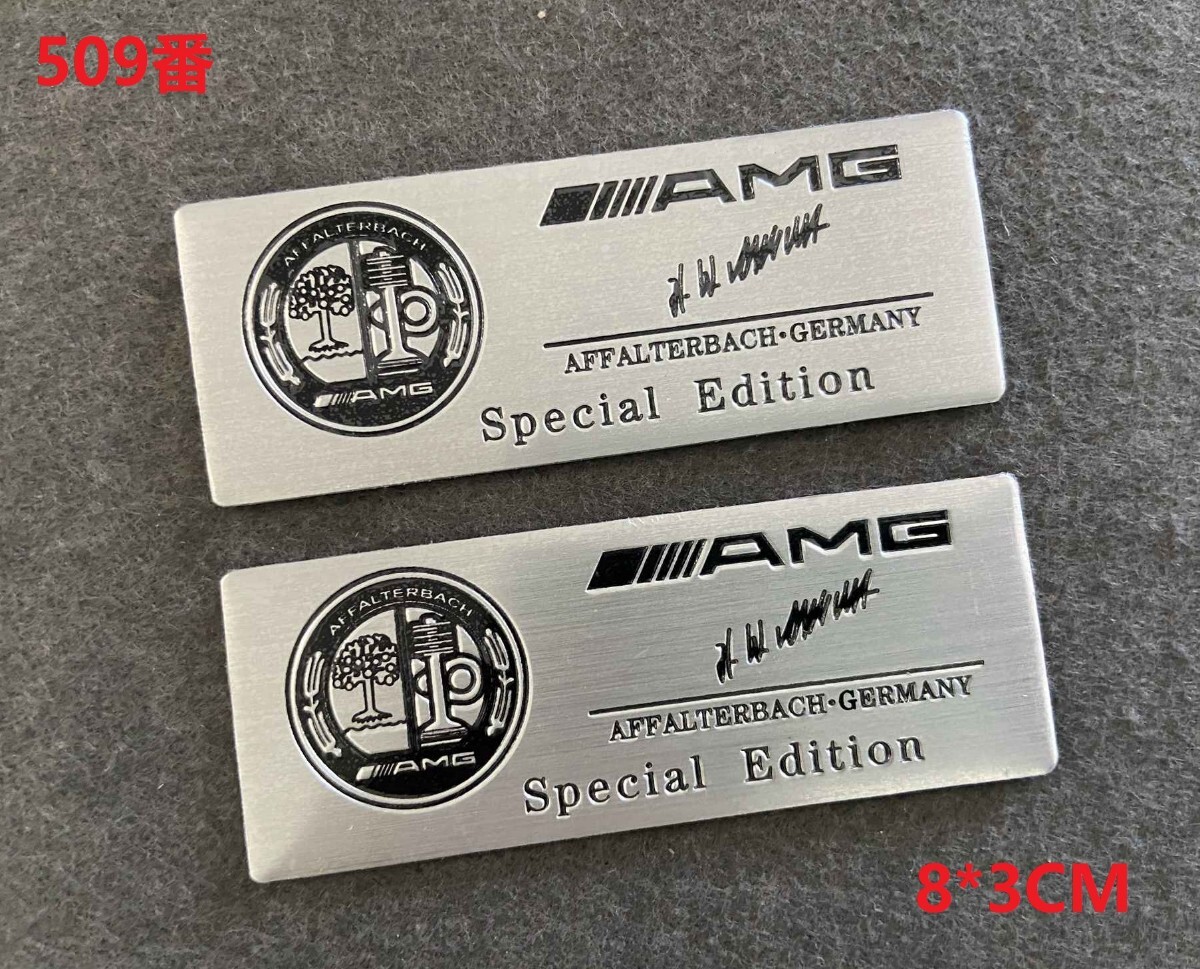 509番
AMG
AFFALTERBACH
AMG
AFFALTERBACH·GERMANY
Special Edition
AMG
AFFALTERBACH
AMG
AFFALTERBACH·GERMANY
Special Edition
8*3CM